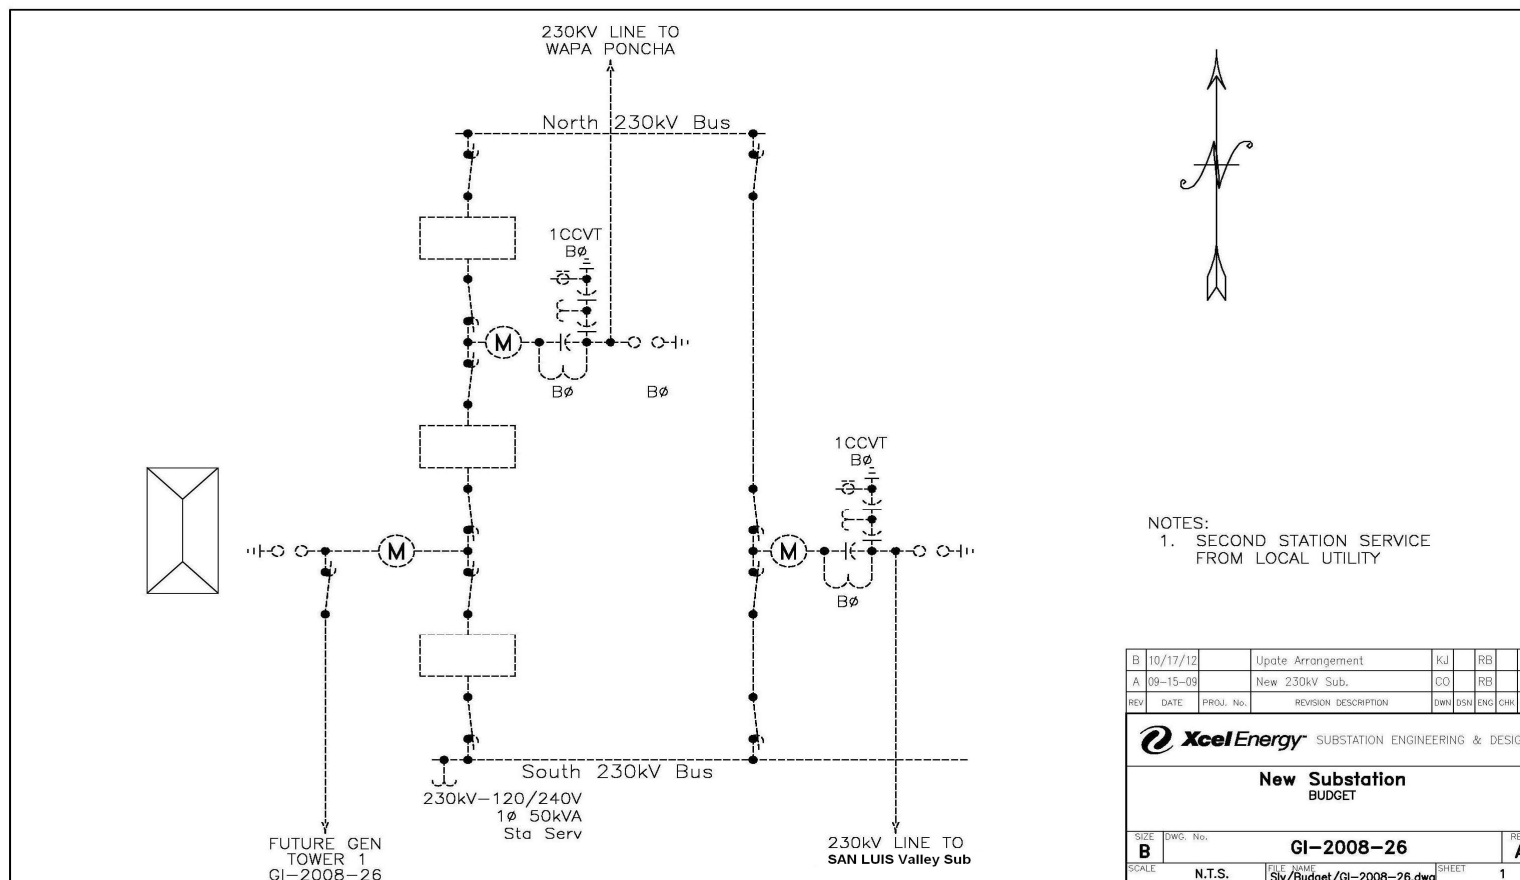 230KV LINE TO
WAPA PONCHA
North 230kV Bus
1CCVT
BØ
M
BØ
BØ
1CCVT
BØ
M
M
BØ
South 230kV Bus
230kV-120/240V
1Ø 50kVA
Sta Serv
FUTURE GEN
TOWER 1
GI-2008-26
230kV LINE TO
SAN LUIS Valley Sub
N
NOTES:
1. SECOND STATION SERVICE
FROM LOCAL UTILITY
B 10/17/12 Upate Arrangement KJ RB
A 09-15-09 New 230kV Sub. CO RB
REV DATE PROJ. No. REVISION DESCRIPTION DWN DSN ENG CHK
Xcel Energy SUBSTATION ENGINEERING & DESIG
New Substation
BUDGET
SIZE DWG. No. RE
B GI-2008-26 A
SCALE N.T.S. FILE NAME Slv/Budget/GI-2008-26.dwg SHEET 1